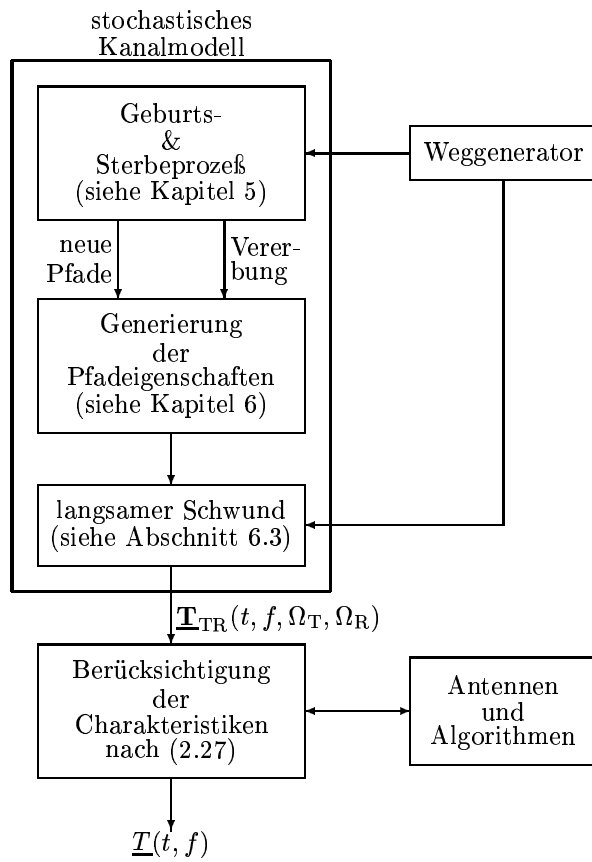 stochastisches
Kanalmodell
Geburts-
&
Sterbeprozeß
(siehe Kapitel 5)
Weggenerator
neue
Pfade
Verer-
bung
Generierung
der
Pfadeigenschaften
(siehe Kapitel 6)
langsamer Schwund
(siehe Abschnitt 6.3)
T_TR(t, f, Ω_T, Ω_R)
Berücksichtigung
der
Charakteristiken
nach (2.27)
Antennen
und
Algorithmen
T(t, f)